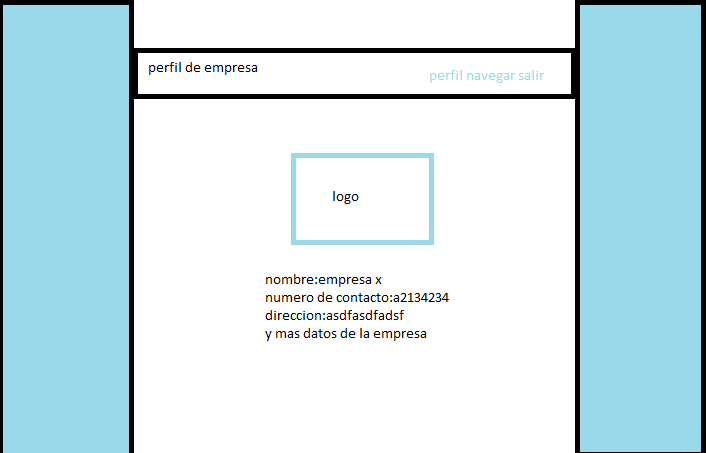 perfil de empresa
perfil navegar salir
logo
nombre:empresa x
numero de contacto:a2134234
direccion:asdfasdfadsf
y mas datos de la empresa